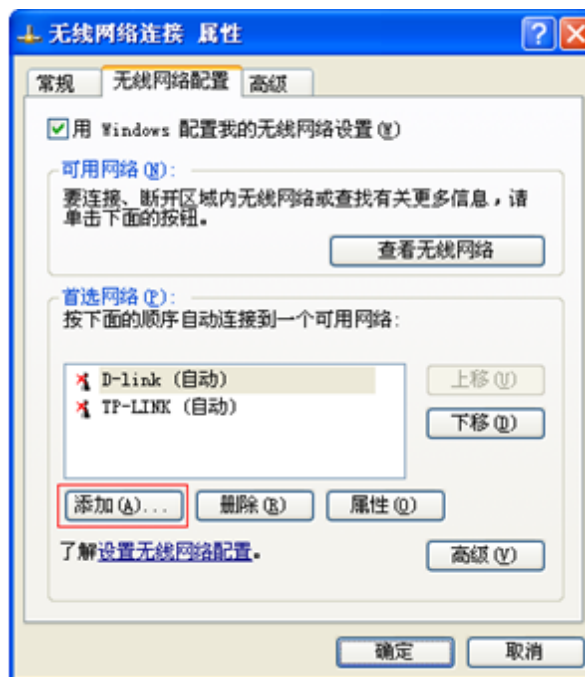 无线网络连接 属性
常规 无线网络配置 高级
用 Windows 配置我的无线网络设置(W)
可用网络(N):
要连接、断开区域内无线网络或查找有关更多信息，请
单击下面的按钮。
查看无线网络
首选网络(P):
按下面的顺序自动连接到一个可用网络:
D-link (自动)
TP-LINK (自动)
上移(U)
下移(D)
添加(A)... 删除(R) 属性(O)
了解设置无线网络配置。
高级(V)
确定 取消